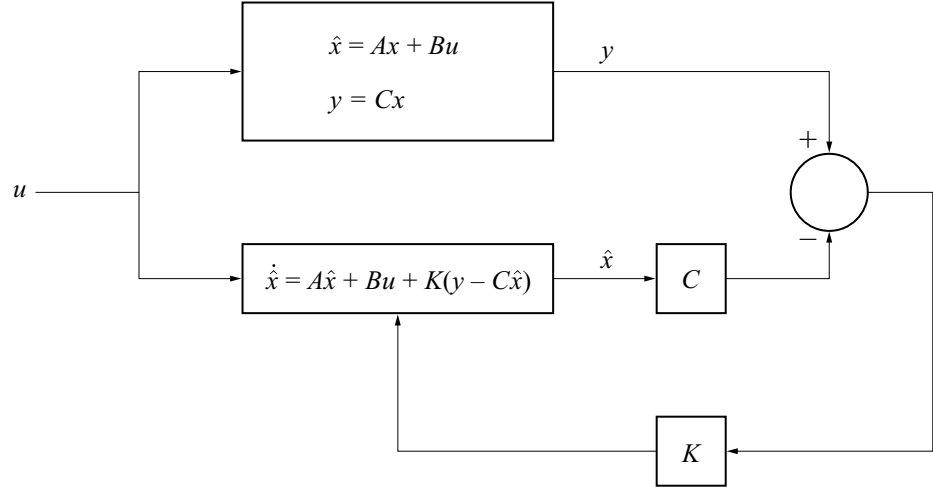 x̂ = Ax + Bu
y = Cx
y
+
u
−
x̂̇ = Ax̂ + Bu + K(y – Cx̂)
x̂
C
K